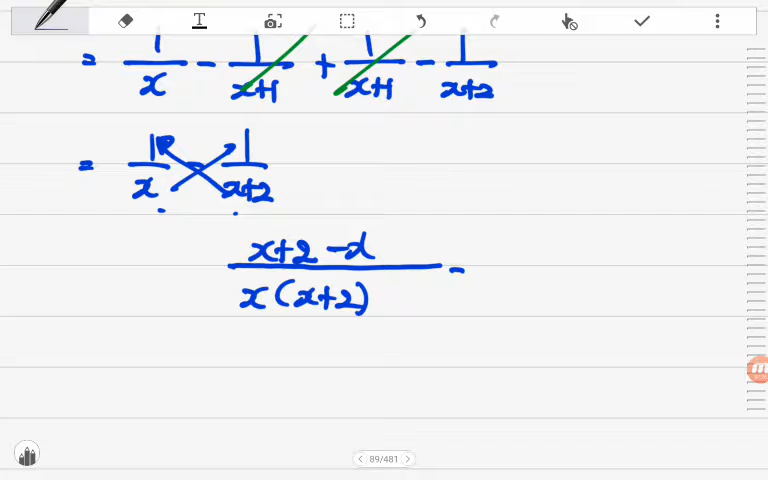 T
= 1/x - 1/(x+1) + 1/(x+1) - 1/(x+2)
= 1/x - 1/(x+2)
(x+2-x)/(x(x+2)) =
89/481